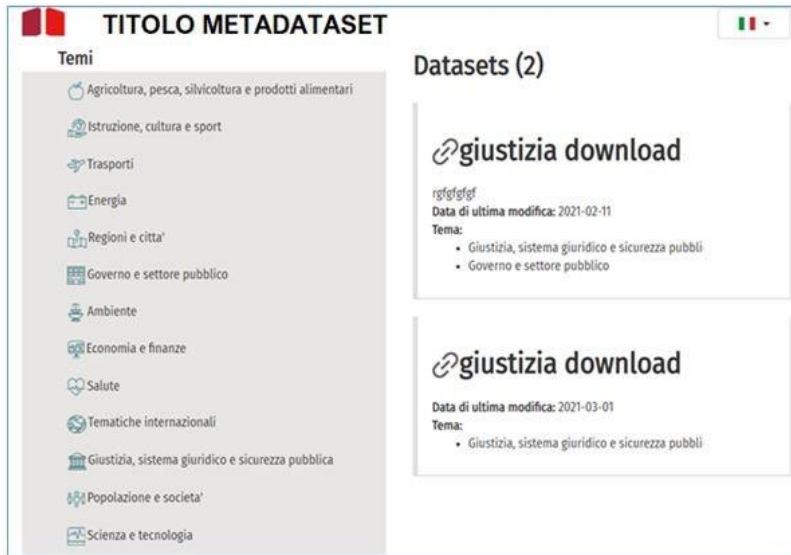 TITOLO METADATASET
Temi
Agricoltura, pesca, silvicoltura e prodotti alimentari
Istruzione, cultura e sport
Trasporti
Energia
Regioni e citta'
Governo e settore pubblico
Ambiente
Economia e finanze
Salute
Tematiche internazionali
Giustizia, sistema giuridico e sicurezza pubblica
Popolazione e societa'
Scienza e tecnologia
Datasets (2)
giustizia download
rgfgfgfgf
Data di ultima modifica: 2021-02-11
Tema:
Giustizia, sistema giuridico e sicurezza pubbli
Governo e settore pubblico
giustizia download
Data di ultima modifica: 2021-03-01
Tema:
Giustizia, sistema giuridico e sicurezza pubbli